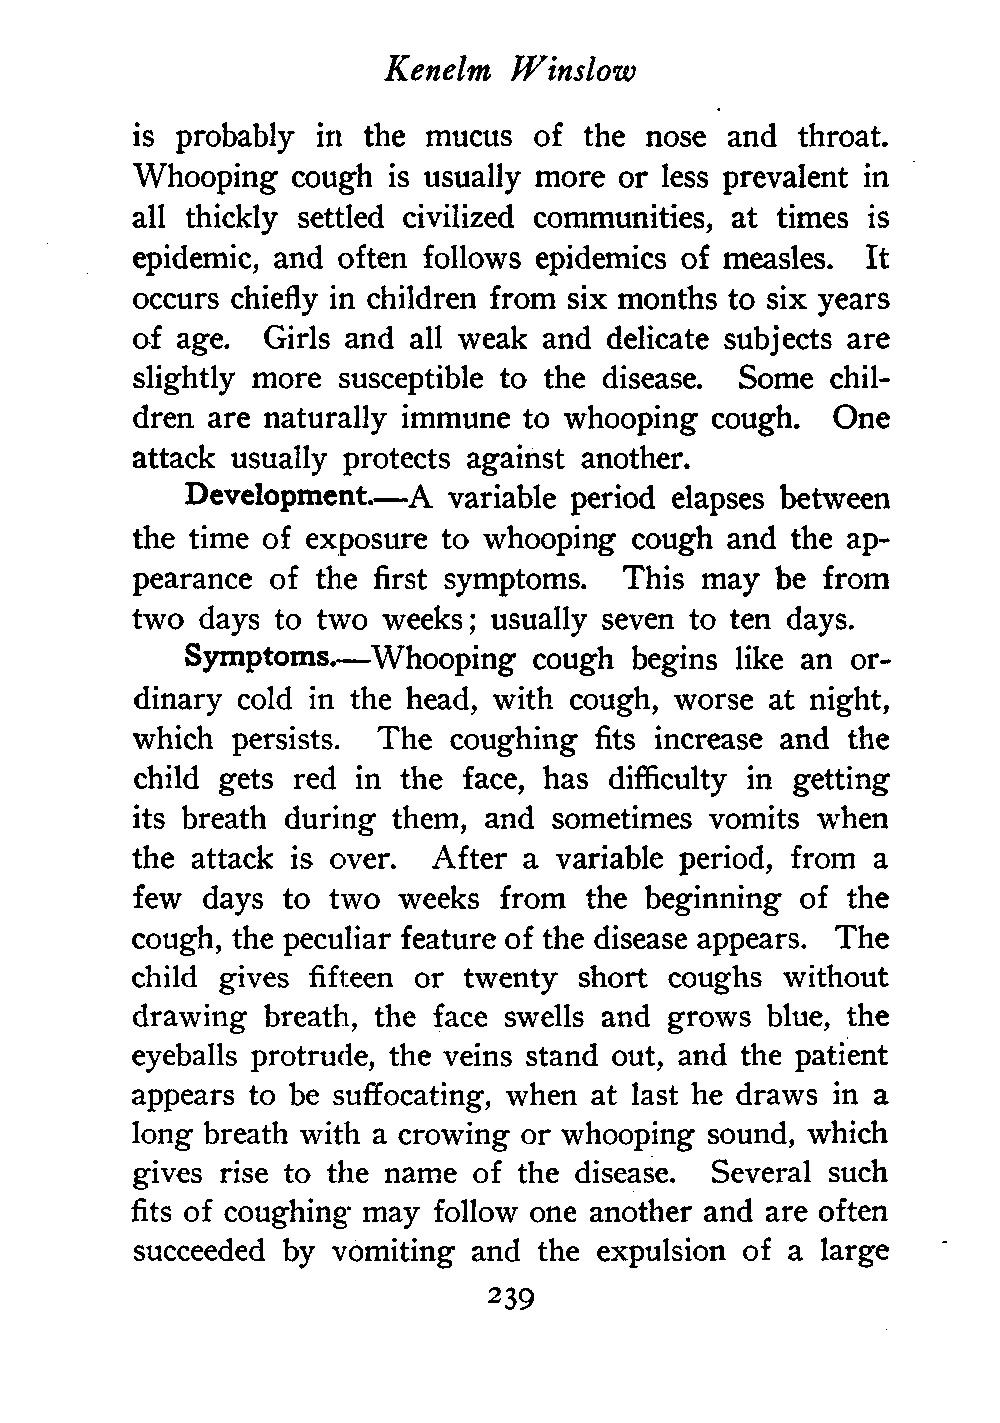 Kenelm Winslow
is probably in the mucus of the nose and throat.
Whooping cough is usually more or less prevalent in
all thickly settled civilized communities, at times is
epidemic, and often follows epidemics of measles. It
occurs chiefly in children from six months to six years
of age. Girls and all weak and delicate subjects are
slightly more susceptible to the disease. Some chil-
dren are naturally immune to whooping cough. One
attack usually protects against another.
Development.—A variable period elapses between
the time of exposure to whooping cough and the ap-
pearance of the first symptoms. This may be from
two days to two weeks; usually seven to ten days.
Symptoms.—Whooping cough begins like an or-
dinary cold in the head, with cough, worse at night,
which persists. The coughing fits increase and the
child gets red in the face, has difficulty in getting
its breath during them, and sometimes vomits when
the attack is over. After a variable period, from a
few days to two weeks from the beginning of the
cough, the peculiar feature of the disease appears. The
child gives fifteen or twenty short coughs without
drawing breath, the face swells and grows blue, the
eyeballs protrude, the veins stand out, and the patient
appears to be suffocating, when at last he draws in a
long breath with a crowing or whooping sound, which
gives rise to the name of the disease. Several such
fits of coughing may follow one another and are often
succeeded by vomiting and the expulsion of a large
239